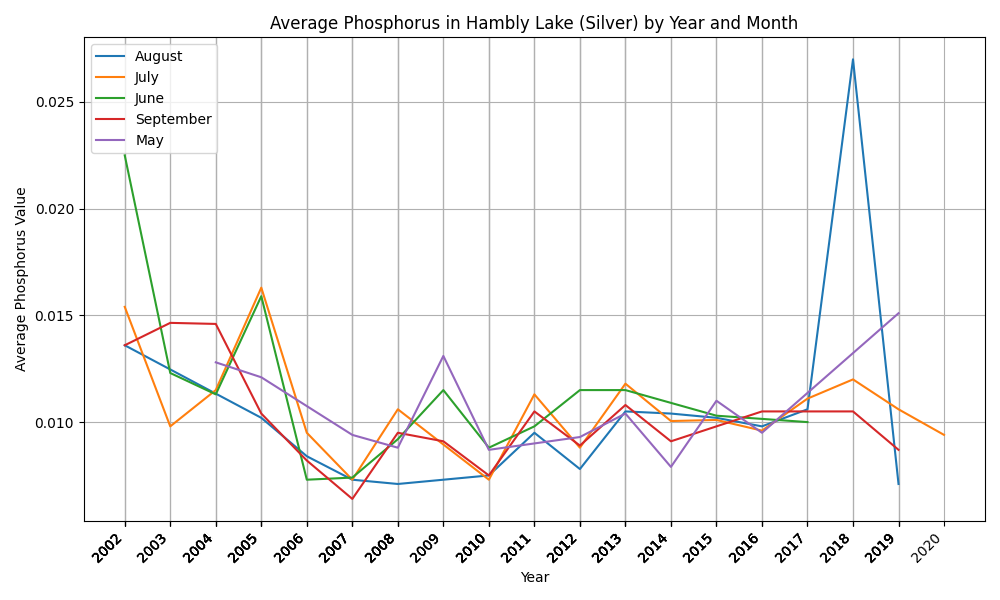 Average Phosphorus in Hambly Lake (Silver) by Year and Month
August
July
June
September
May
Average Phosphorus Value
0.025
0.020
0.015
0.010
2002 2003 2004 2005 2006 2007 2008 2009 2010 2011 2012 2013 2014 2015 2016 2017 2018 2019 2020
Year